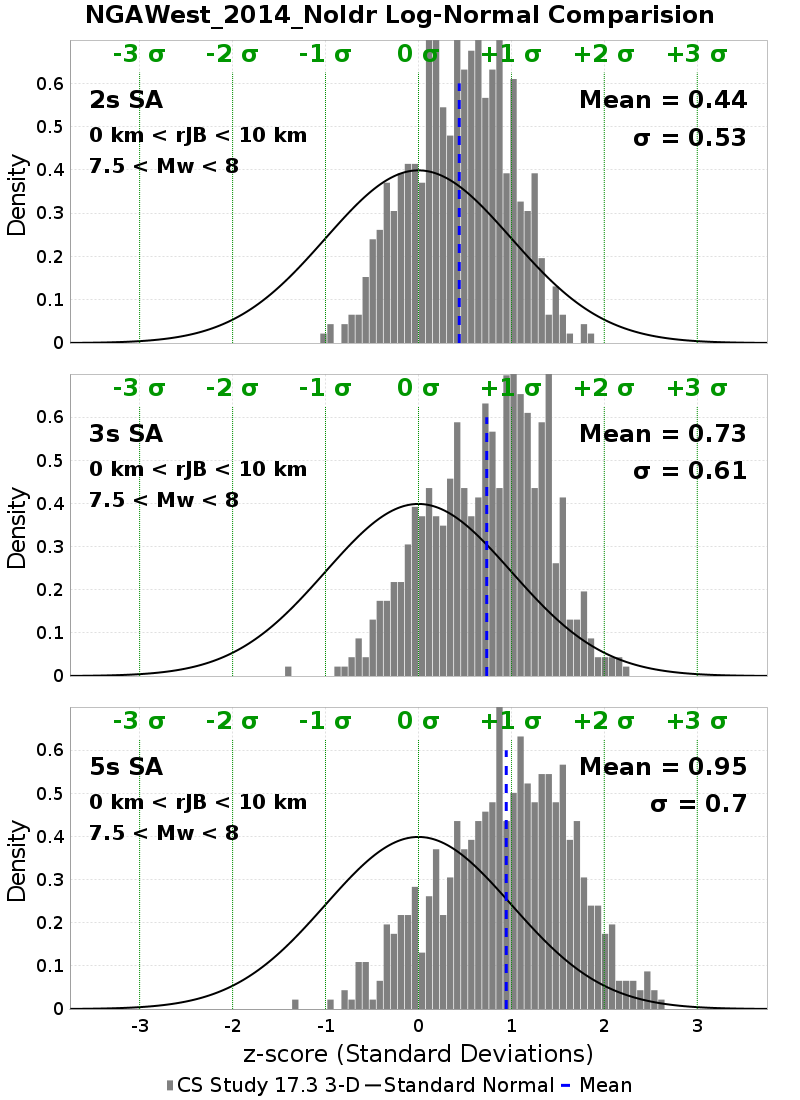 NGAWest_2014_NoIdr Log-Normal Comparision
-3 σ -2 σ -1 σ 0 σ +1 σ +2 σ +3 σ
2s SA Mean = 0.44
0 km < rJB < 10 km σ = 0.53
7.5 < Mw < 8
Density
0.6
0.5
0.4
0.3
0.2
0.1
0
-3 σ -2 σ -1 σ 0 σ +1 σ +2 σ +3 σ
3s SA Mean = 0.73
0 km < rJB < 10 km σ = 0.61
7.5 < Mw < 8
Density
0.6
0.5
0.4
0.3
0.2
0.1
0
-3 σ -2 σ -1 σ 0 σ +1 σ +2 σ +3 σ
5s SA Mean = 0.95
0 km < rJB < 10 km σ = 0.7
7.5 < Mw < 8
Density
0.6
0.5
0.4
0.3
0.2
0.1
0
-3 -2 -1 0 1 2 3
z-score (Standard Deviations)
CS Study 17.3 3-D Standard Normal Mean